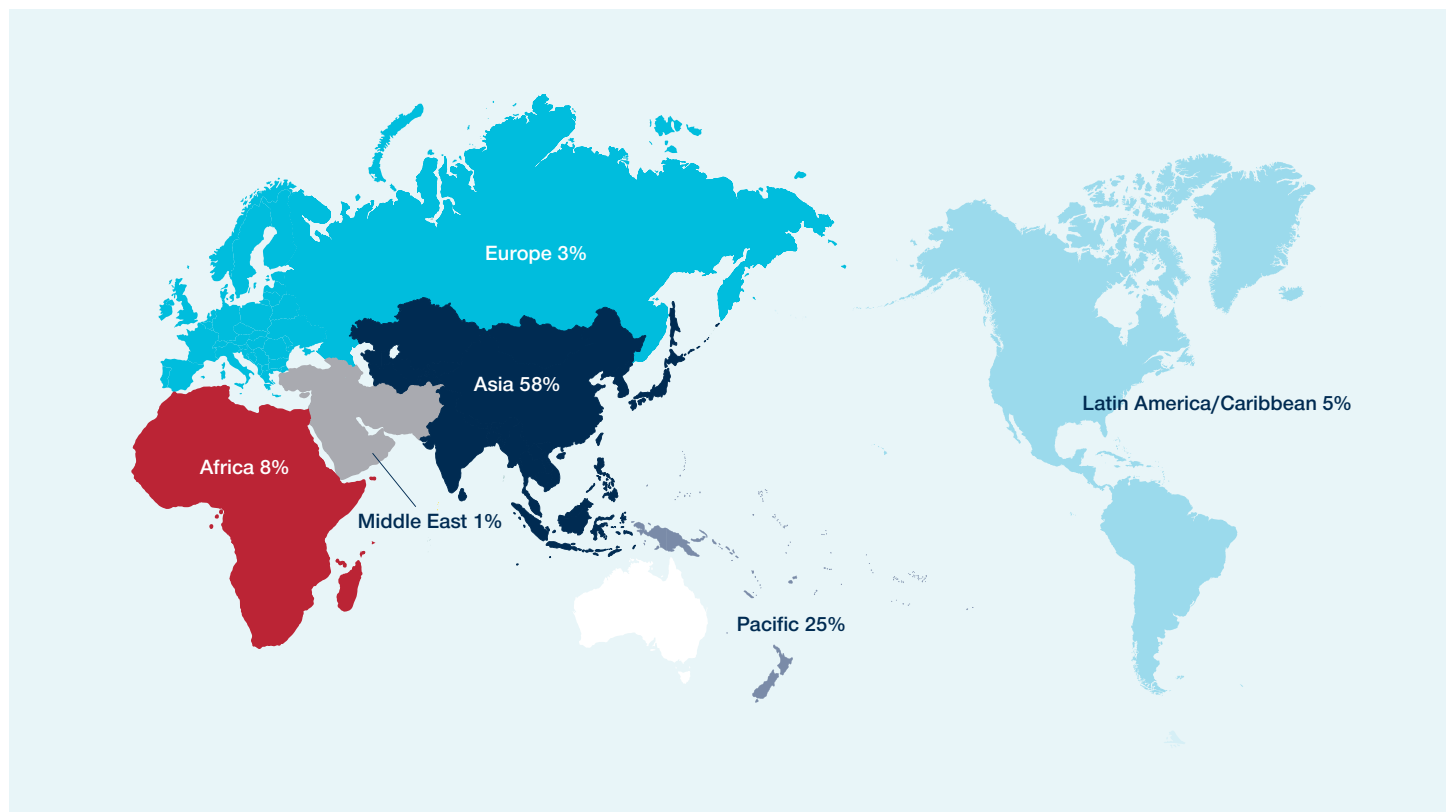 Europe 3%
Asia 58%
Latin America/Caribbean 5%
Africa 8%
Middle East 1%
Pacific 25%